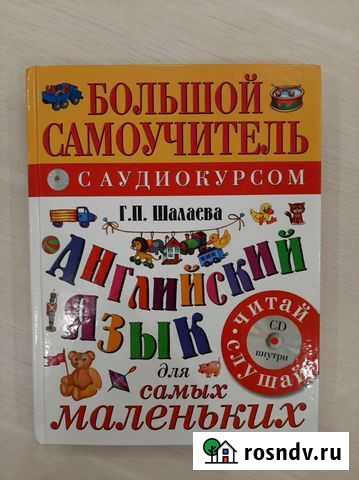 БОЛЬШОЙ
САМОУЧИТЕЛЬ
С АУДИОКУРСОМ
Г.П. Шалаева
Английский
язык
для
самых
маленьких
ЧИТАЙ
СЛУШАЙ
CD
внутри
rosndv.ru